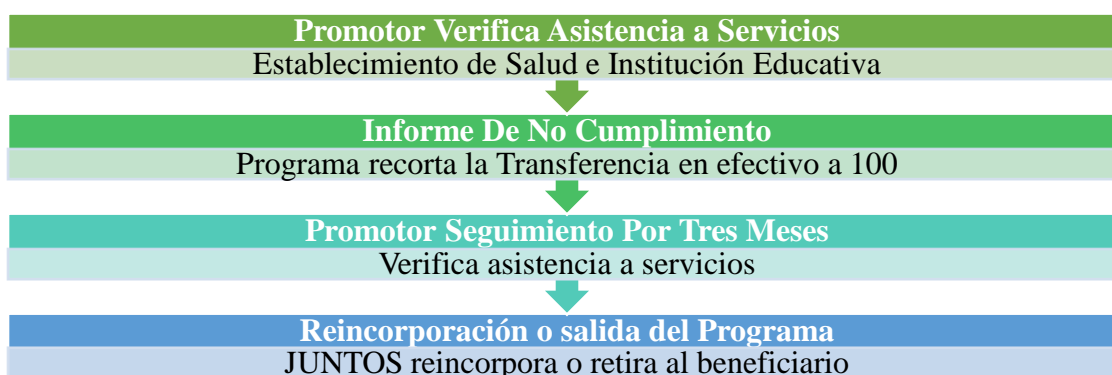 Promotor Verifica Asistencia a Servicios
Establecimiento de Salud e Institución Educativa
Informe De No Cumplimiento
Programa recorta la Transferencia en efectivo a 100
Promotor Seguimiento Por Tres Meses
Verifica asistencia a servicios
Reincorporación o salida del Programa
JUNTOS reincorpora o retira al beneficiario